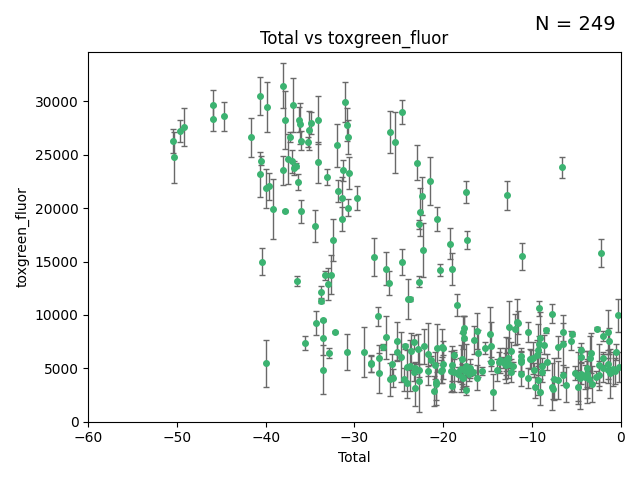 N = 249
Total vs toxgreen_fluor
30000
25000
20000
15000
10000
5000
0
toxgreen_fluor
−60 −50 −40 −30 −20 −10 0
Total